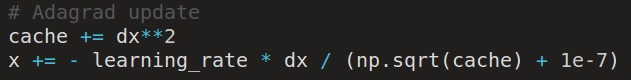 # Adagrad update
cache += dx**2
x += - learning_rate * dx / (np.sqrt(cache) + 1e-7)